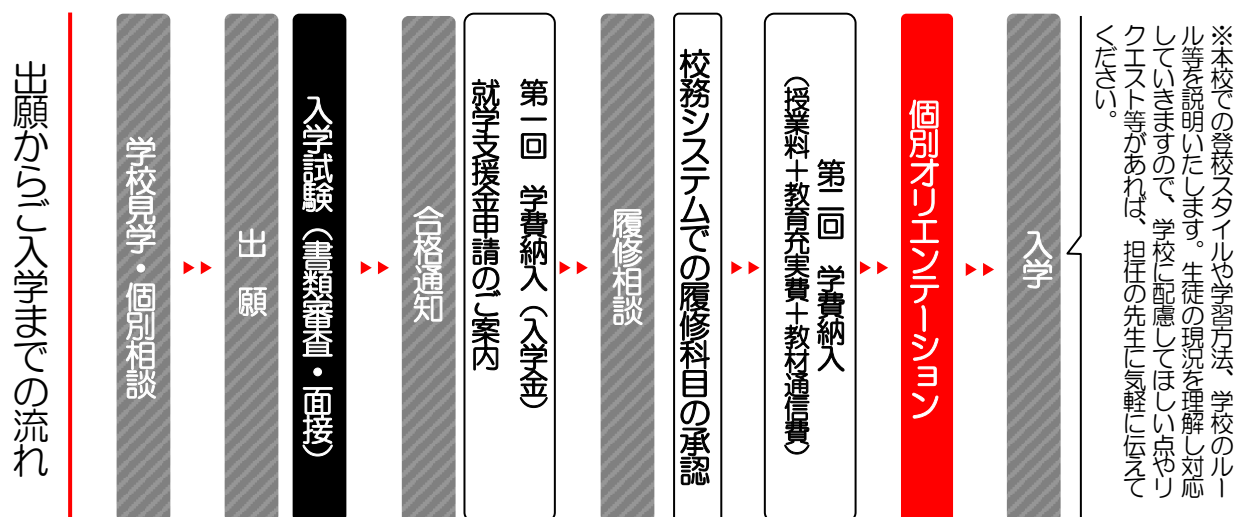 出願からご入学までの流れ
学校見学・個別相談
出　願
入学試験（書類審査・面接）
合格通知
第一回　学費納入（入学金）
就学支援金申請のご案内
履修相談
校務システムでの履修科目の承認
第二回　学費納入
（授業料＋教育充実費＋教材通信費）
個別オリエンテーション
入学
※本校での登校スタイルや学習方法、学校のルー
ル等を説明いたします。生徒の現況を理解し対応
していきますので、学校に配慮してほしい点やリ
クエスト等があれば、担任の先生に気軽に伝えて
ください。